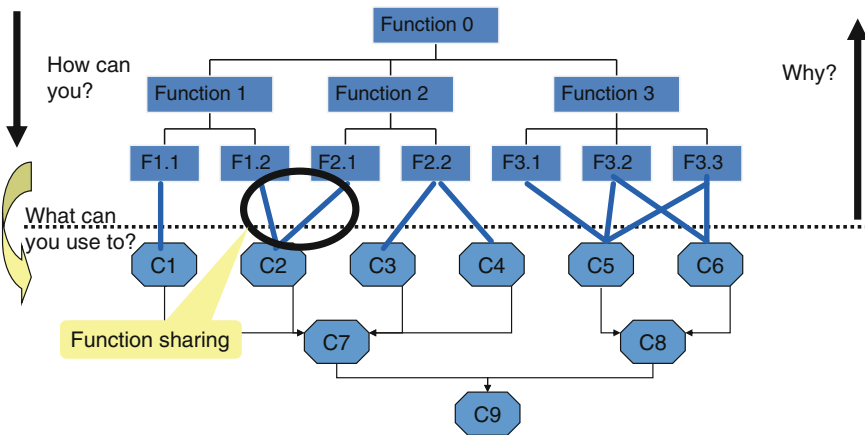 Function 0
How can
you?
Why?
Function 1
Function 2
Function 3
F1.1
F1.2
F2.1
F2.2
F3.1
F3.2
F3.3
What can
you use to?
C1
C2
C3
C4
C5
C6
Function sharing
C7
C8
C9